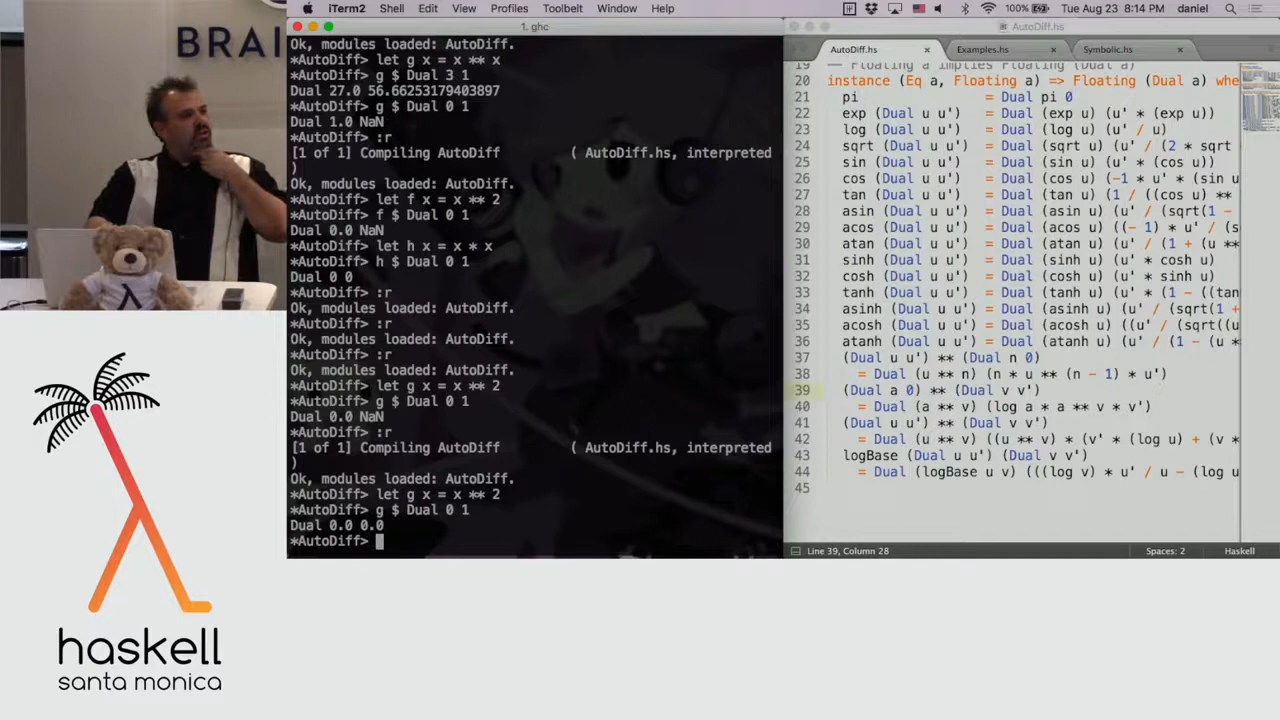 iTerm2 Shell Edit View Profiles Toolbelt Window Help
100% Tue Aug 23 8:14 PM daniel
BRAI
1. ghc
Ok, modules loaded: AutoDiff.
*AutoDiff> let g x = x ** x
*AutoDiff> g $ Dual 3 1
Dual 27.0 56.66253179403897
*AutoDiff> g $ Dual 0 1
Dual 1.0 NaN
*AutoDiff> :r
[1 of 1] Compiling AutoDiff ( AutoDiff.hs, interpreted
)
Ok, modules loaded: AutoDiff.
*AutoDiff> let f x = x ** 2
*AutoDiff> f $ Dual 0 1
Dual 0.0 NaN
*AutoDiff> let h x = x * x
*AutoDiff> h $ Dual 0 1
Dual 0 0
*AutoDiff> :r
Ok, modules loaded: AutoDiff.
*AutoDiff> :r
Ok, modules loaded: AutoDiff.
*AutoDiff> :r
Ok, modules loaded: AutoDiff.
*AutoDiff> let g x = x ** 2
*AutoDiff> g $ Dual 0 1
Dual 0.0 NaN
*AutoDiff> :r
[1 of 1] Compiling AutoDiff ( AutoDiff.hs, interpreted
)
Ok, modules loaded: AutoDiff.
*AutoDiff> let g x = x ** 2
*AutoDiff> g $ Dual 0 1
Dual 0.0 0.0
*AutoDiff>
AutoDiff.hs
AutoDiff.hs Examples.hs Symbolic.hs
19 -- Floating a implies Floating (Dual a)
20 instance (Eq a, Floating a) => Floating (Dual a) whe
21 pi = Dual pi 0
22 exp (Dual u u') = Dual (exp u) (u' * (exp u))
23 log (Dual u u') = Dual (log u) (u' / u)
24 sqrt (Dual u u') = Dual (sqrt u) (u' / (2 * sqrt
25 sin (Dual u u') = Dual (sin u) (u' * (cos u))
26 cos (Dual u u') = Dual (cos u) (-1 * u' * (sin u
27 tan (Dual u u') = Dual (tan u) (1 / ((cos u) **
28 asin (Dual u u') = Dual (asin u) (u' / (sqrt(1 -
29 acos (Dual u u') = Dual (acos u) ((- 1) * u' / (s
30 atan (Dual u u') = Dual (atan u) (u' / (1 + (u **
31 sinh (Dual u u') = Dual (sinh u) (u' * cosh u)
32 cosh (Dual u u') = Dual (cosh u) (u' * sinh u)
33 tanh (Dual u u') = Dual (tanh u) (u' * (1 - ((tan
34 asinh (Dual u u') = Dual (asinh u) (u' / (sqrt(1 +
35 acosh (Dual u u') = Dual (acosh u) ((u' / (sqrt((u
36 atanh (Dual u u') = Dual (atanh u) (u' / (1 - (u *
37 (Dual u u') ** (Dual n 0)
38 = Dual (u ** n) (n * u ** (n - 1) * u')
39 (Dual a 0) ** (Dual v v')
40 = Dual (a ** v) (log a * a ** v * v')
41 (Dual u u') ** (Dual v v')
42 = Dual (u ** v) ((u ** v) * (v' * (log u) + (v *
43 logBase (Dual u u') (Dual v v')
44 = Dual (logBase u v) (((log v) * u' / u - (log u
45
Line 39, Column 28 Spaces: 2 Haskell
haskell
santa monica